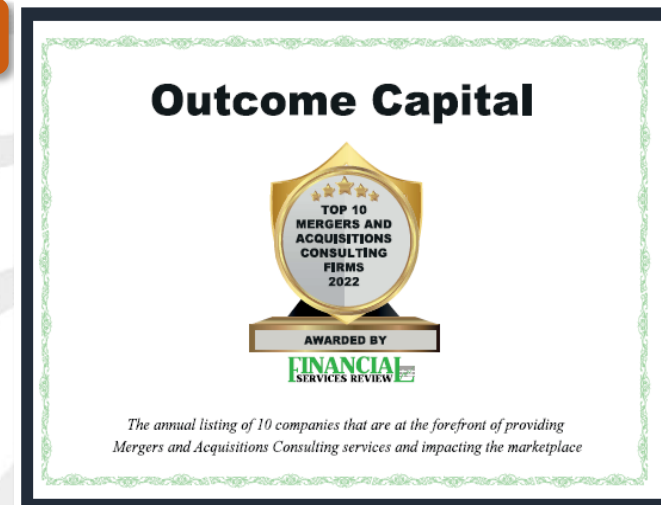 Outcome Capital
TOP 10
MERGERS AND
ACQUISITIONS
CONSULTING
FIRMS
2022
AWARDED BY
FINANCIAL
SERVICES REVIEW
The annual listing of 10 companies that are at the forefront of providing
Mergers and Acquisitions Consulting services and impacting the marketplace